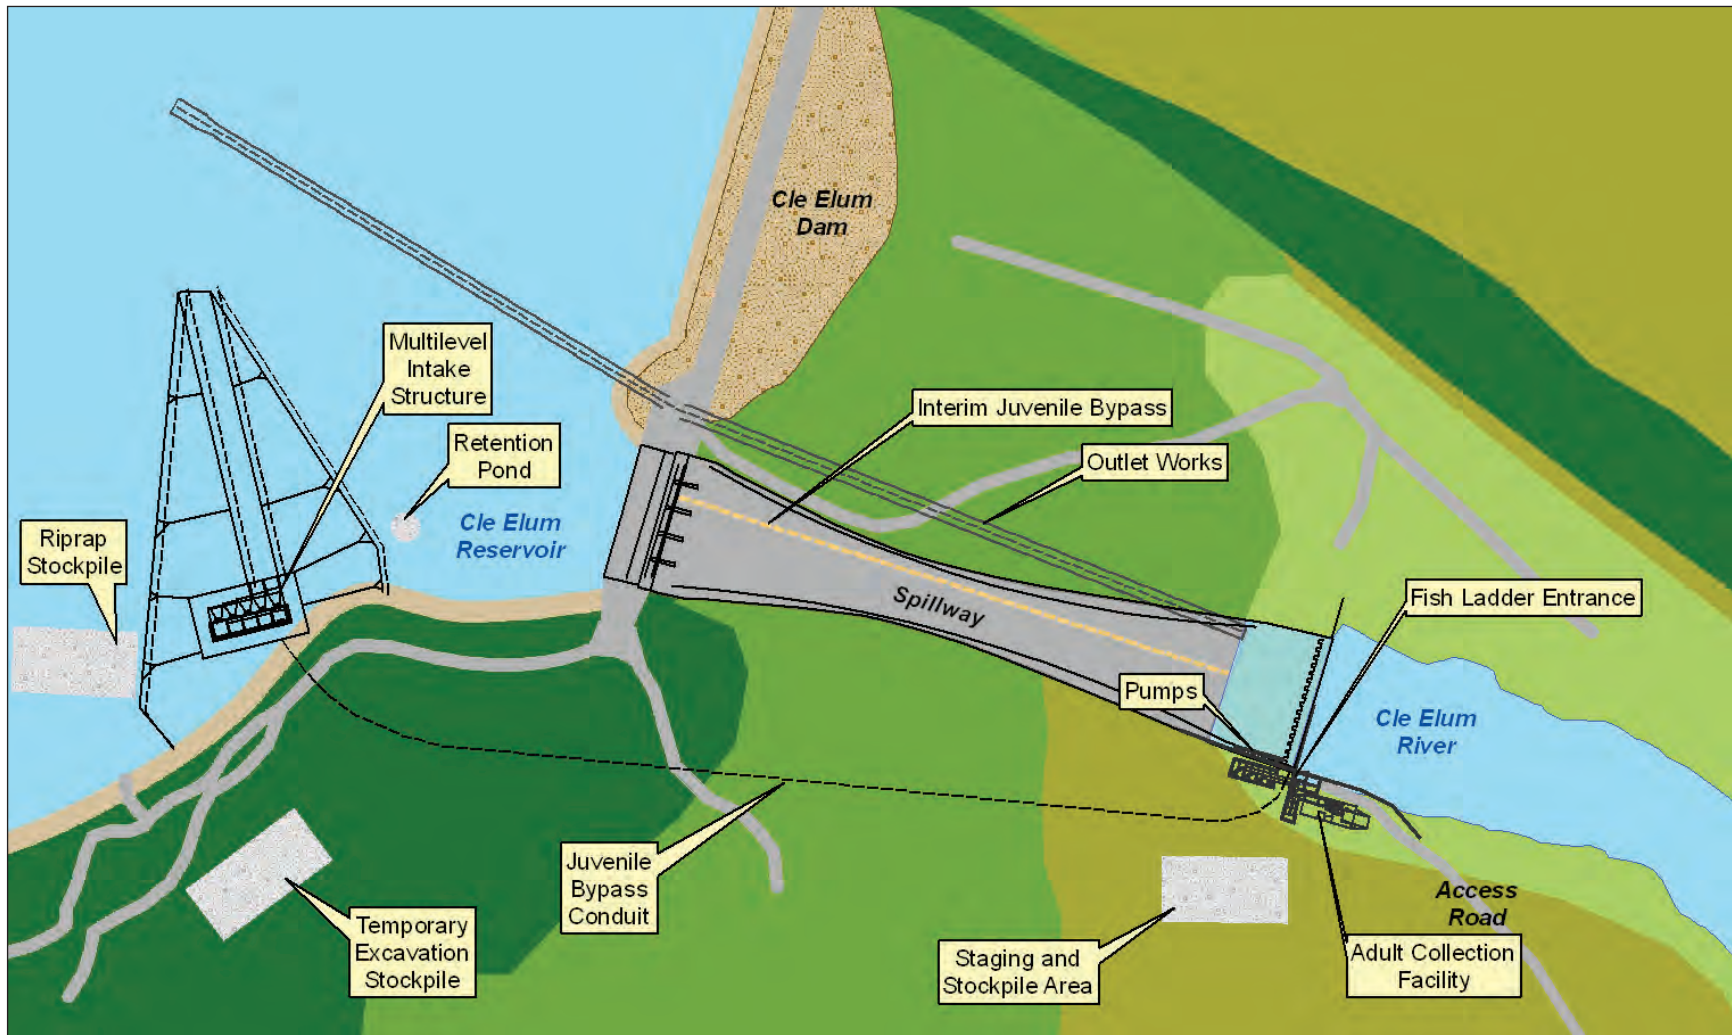 Cle Elum
Dam
Multilevel
Intake
Structure
Interim Juvenile Bypass
Retention
Pond
Outlet Works
Cle Elum
Reservoir
Riprap
Stockpile
Spillway
Fish Ladder Entrance
Pumps
Cle Elum
River
Juvenile
Bypass
Conduit
Access
Road
Temporary
Excavation
Stockpile
Staging and
Stockpile Area
Adult Collection
Facility